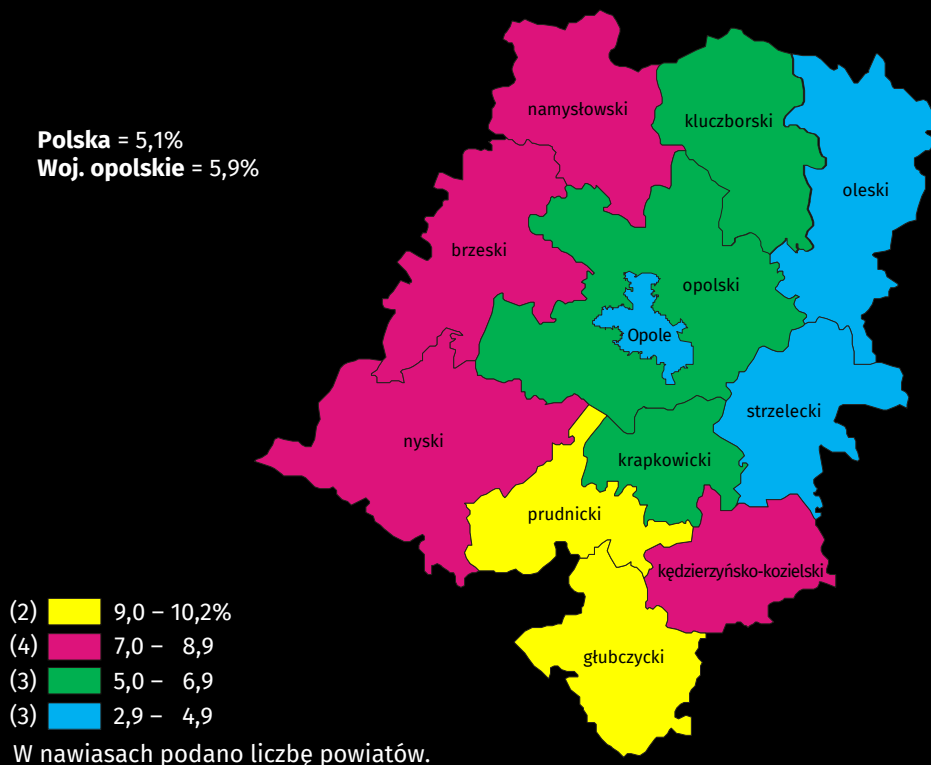 namysłowski
kluczborski
Polska = 5,1%
Woj. opolskie = 5,9%
oleski
brzeski
opolski
Opole
strzelecki
nyski
krapkowicki
prudnicki
kędzierzyńsko-kozielski
głubczycki
(2) 9,0 – 10,2%
(4) 7,0 – 8,9
(3) 5,0 – 6,9
(3) 2,9 – 4,9
W nawiasach podano liczbę powiatów.